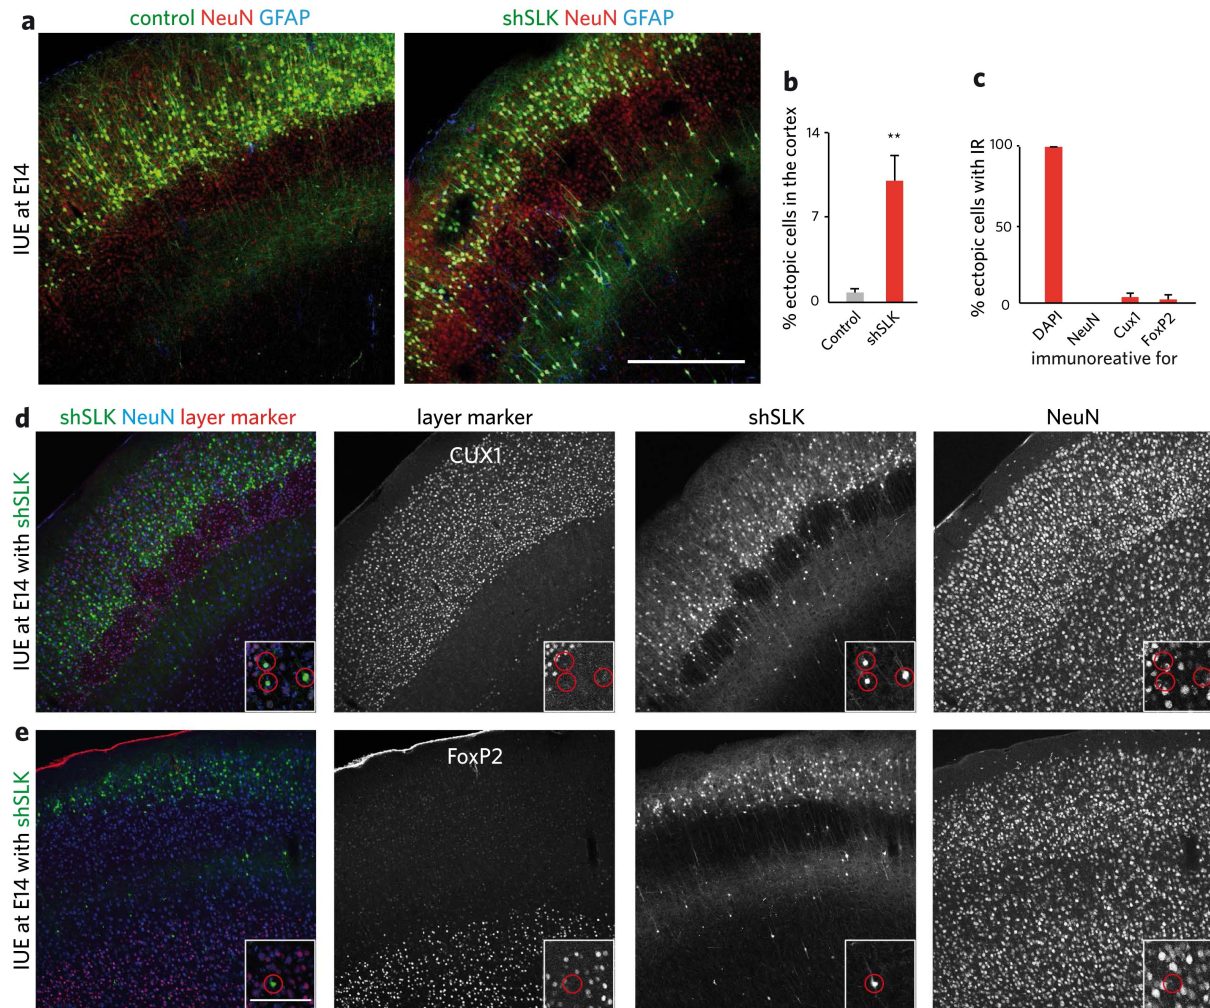 a
control NeuN GFAP
shSLK NeuN GFAP
IUE at E14
b
% ectopic cells in the cortex
14
7
0
**
Control
shSLK
c
% ectopic cells with IR
100
50
0
DAPI
NeuN
Cux1
FoxP2
immunoreative for
d
shSLK NeuN layer marker
layer marker
shSLK
NeuN
IUE at E14 with shSLK
CUX1
e
IUE at E14 with shSLK
FoxP2